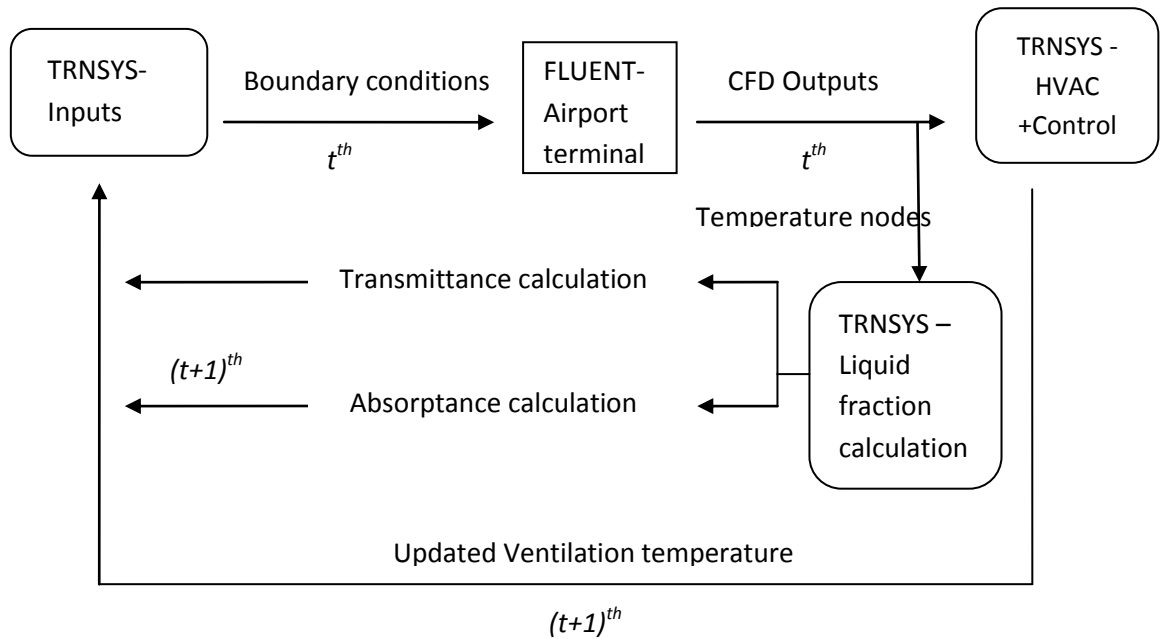 TRNSYS-
Inputs
Boundary conditions
t^th
FLUENT-
Airport
terminal
CFD Outputs
t^th
TRNSYS -
HVAC
+Control
Temperature nodes
Transmittance calculation
(t+1)^th
Absorptance calculation
TRNSYS –
Liquid
fraction
calculation
Updated Ventilation temperature
(t+1)^th